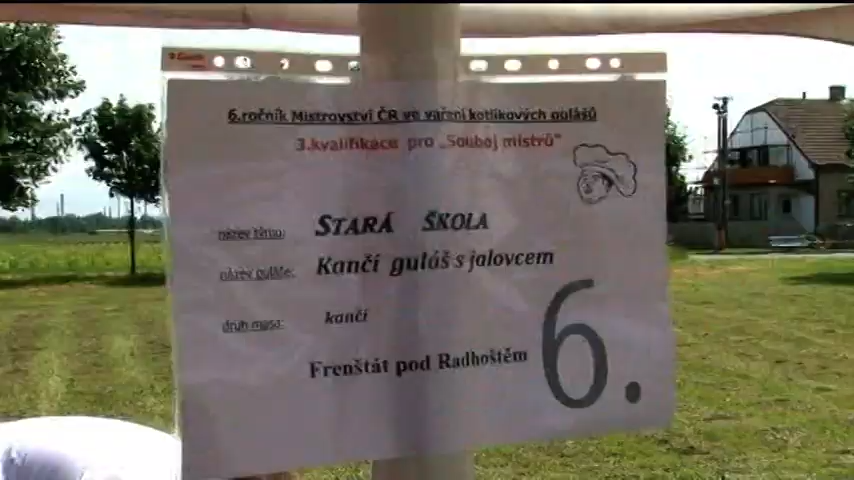 6.ročník Mistrovství ČR ve vaření kotlíkových gulášů
3.kvalifikace pro „Souboj mistrů"
název týmu: STARÁ ŠKOLA
název guláše: Kančí guláš s jalovcem
druh masa: kančí
Frenštát pod Radhoštěm
6.